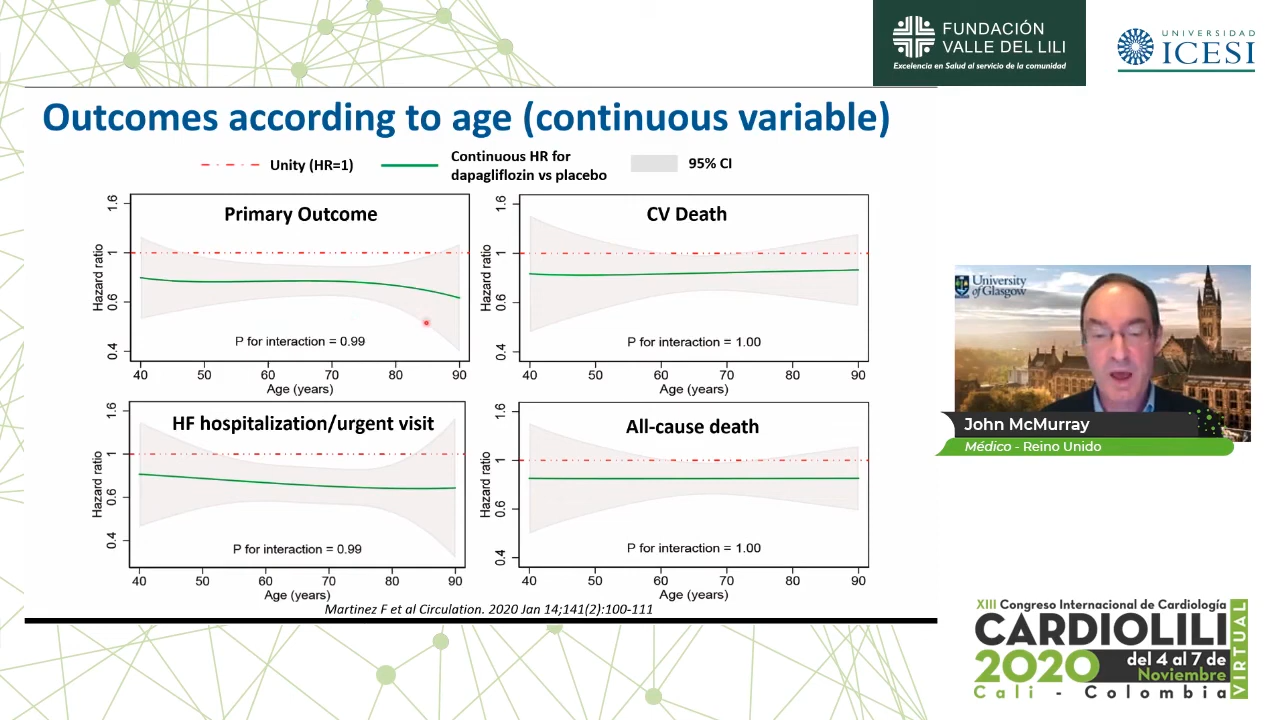 FUNDACIÓN
VALLE DEL LILI
Excelencia en Salud al servicio de la comunidad
UNIVERSIDAD
ICESI
Outcomes according to age (continuous variable)
Unity (HR=1)
Continuous HR for
dapagliflozin vs placebo
95% CI
Primary Outcome
Hazard ratio
1.6
1
0.6
0.4
P for interaction = 0.99
40 50 60 70 80 90
Age (years)
CV Death
Hazard ratio
1.6
1
0.6
0.4
P for interaction = 1.00
40 50 60 70 80 90
Age (years)
HF hospitalization/urgent visit
Hazard ratio
1.6
1
0.6
0.4
P for interaction = 0.99
40 50 60 70 80 90
Age (years)
All-cause death
Hazard ratio
1.6
1
0.6
0.4
P for interaction = 1.00
40 50 60 70 80 90
Age (years)
Martinez F et al Circulation. 2020 Jan 14;141(2):100-111
University
of Glasgow
John McMurray
Médico - Reino Unido
XIII Congreso Internacional de Cardiología
CARDIOLILI
2020 del 4 al 7 de
Noviembre
Cali - Colombia
VIRTUAL